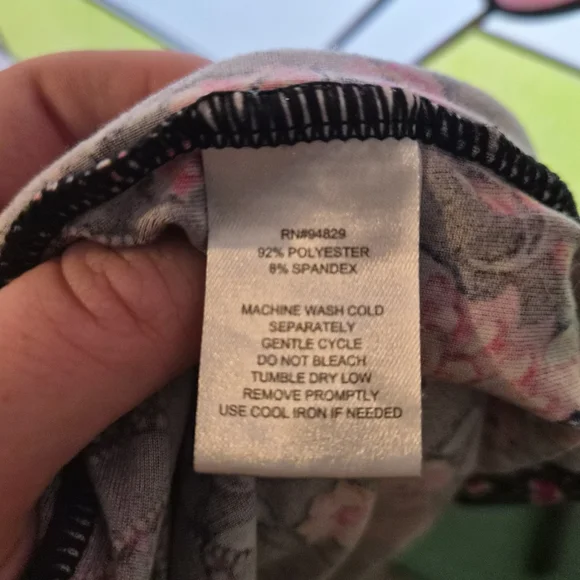 RN#94829
92% POLYESTER
8% SPANDEX
MACHINE WASH COLD
SEPARATELY
GENTLE CYCLE
DO NOT BLEACH
TUMBLE DRY LOW
REMOVE PROMPTLY
USE COOL IRON IF NEEDED